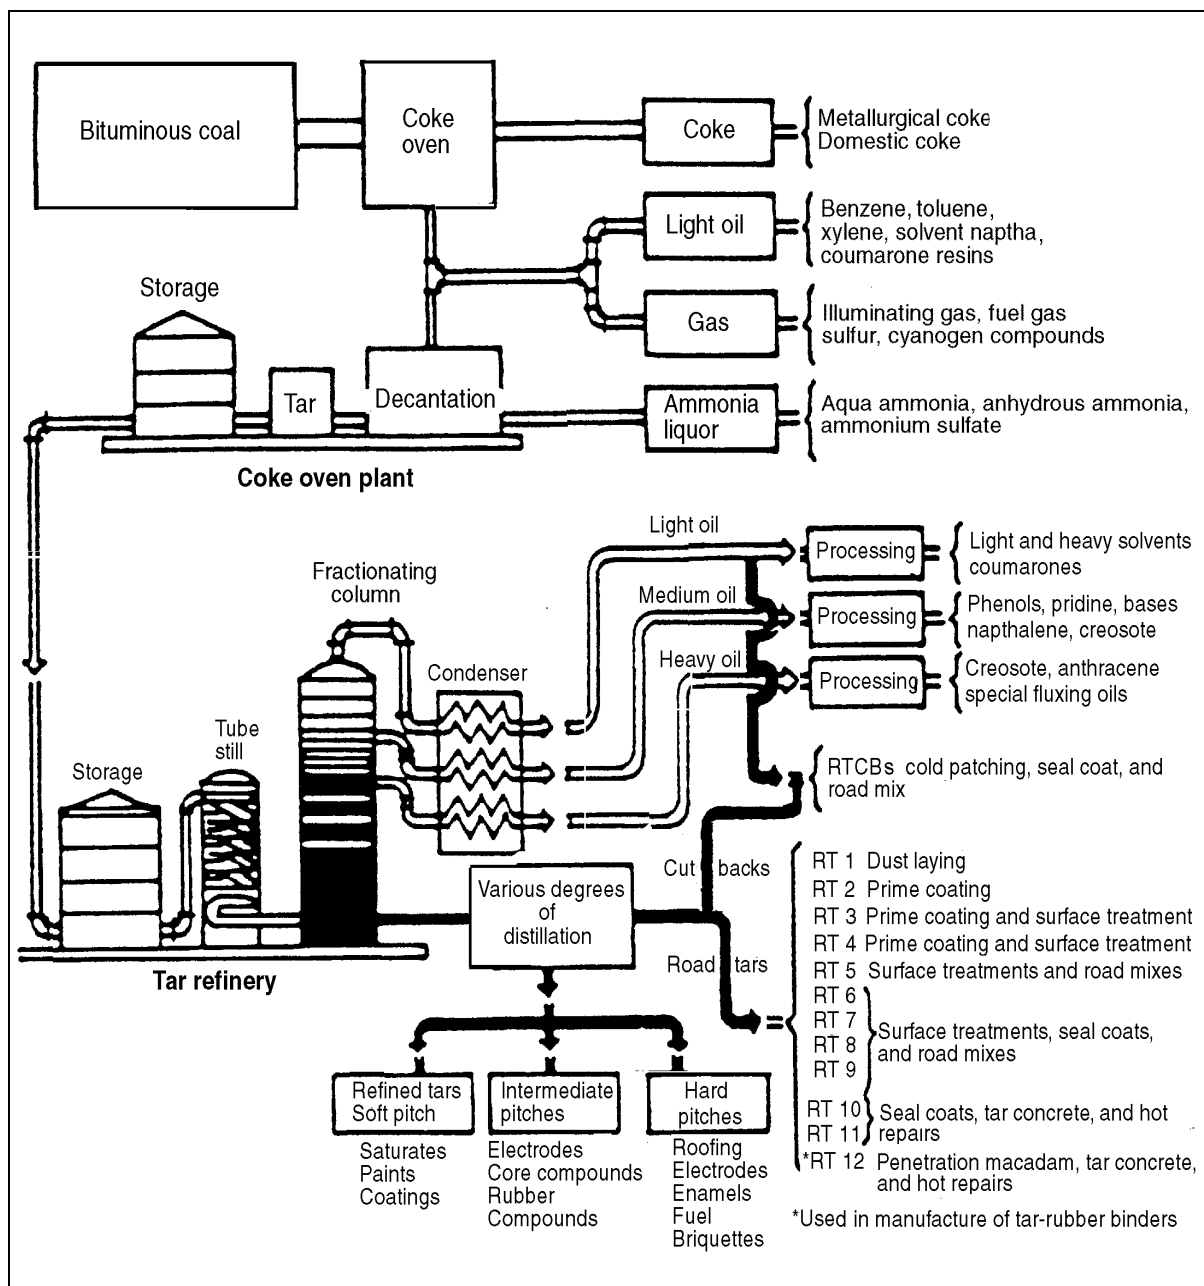 Bituminous coal
Coke
oven
Coke
Metallurgical coke
Domestic coke
Light oil
Benzene, toluene,
xylene, solvent naptha,
coumarone resins
Gas
Illuminating gas, fuel gas
sulfur, cyanogen compounds
Storage
Tar
Decantation
Ammonia
liquor
Aqua ammonia, anhydrous ammonia,
ammonium sulfate
Coke oven plant
Light oil
Processing
Light and heavy solvents
coumarones
Medium oil
Processing
Phenols, pridine, bases
napthalene, creosote
Heavy oil
Processing
Creosote, anthracene
special fluxing oils
Fractionating
column
Condenser
Tube
still
Storage
Tar refinery
RTCBs cold patching, seal coat, and
road mix
Cut backs
Various degrees
of
distillation
Road tars
RT 1 Dust laying
RT 2 Prime coating
RT 3 Prime coating and surface treatment
RT 4 Prime coating and surface treatment
RT 5 Surface treatments and road mixes
RT 6
RT 7
RT 8
RT 9
Surface treatments, seal coats,
and road mixes
RT 10
RT 11
Seal coats, tar concrete, and hot
repairs
*RT 12 Penetration macadam, tar concrete,
and hot repairs
*Used in manufacture of tar-rubber binders
Refined tars
Soft pitch
Saturates
Paints
Coatings
Intermediate
pitches
Electrodes
Core compounds
Rubber
Compounds
Hard
pitches
Roofing
Electrodes
Enamels
Fuel
Briquettes